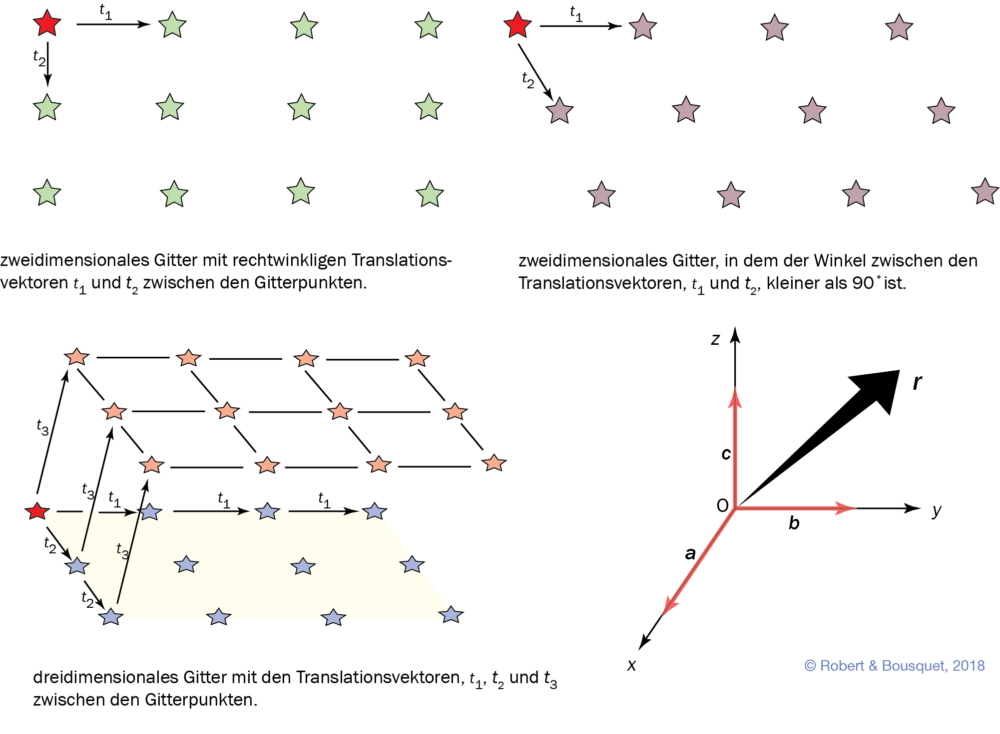 t1
t2
t1
t2
zweidimensionales Gitter mit rechtwinkligen Translations-
vektoren t1 und t2 zwischen den Gitterpunkten.
zweidimensionales Gitter, in dem der Winkel zwischen den
Translationsvektoren, t1 und t2, kleiner als 90˚ist.
t3
t3
t1
t1
t1
t2
t3
t2
dreidimensionales Gitter mit den Translationsvektoren, t1, t2 und t3
zwischen den Gitterpunkten.
z
r
c
O
y
b
a
x
© Robert & Bousquet, 2018